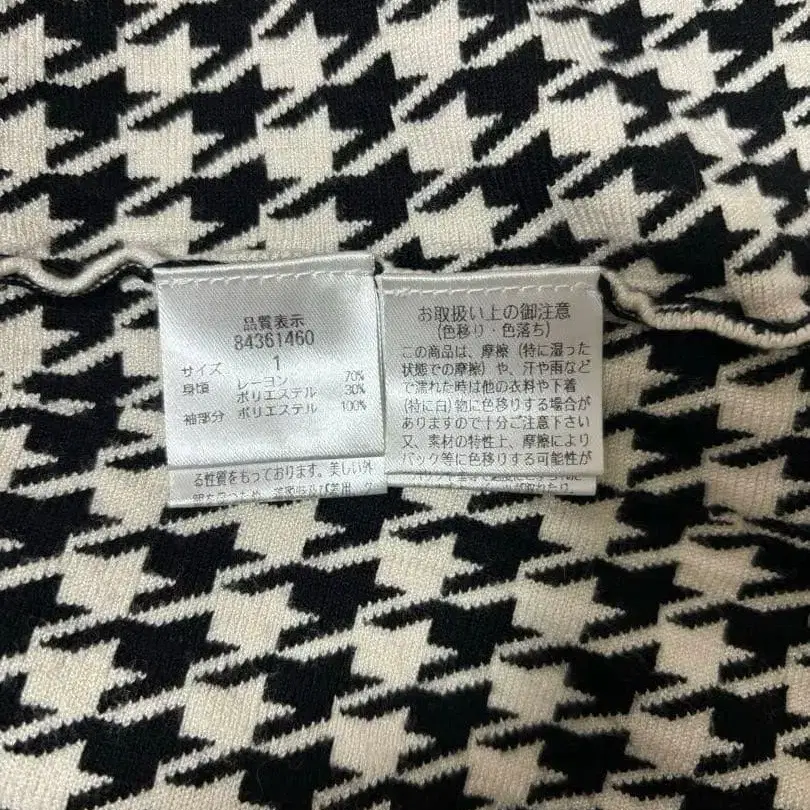 品質表示
84361460
サイズ 1
身頃 レーヨン 70%
ポリエステル 30%
袖部分 ポリエステル 100%
る性質をもっております。美しい外
お取扱い上の御注意
(色移り・色落ち)
この商品は、摩擦（特に湿った
状態での摩擦）や、汗や雨など
で濡れた時は他の衣料や下着
(特に白)物に色移りする場合が
ありますので十分ご注意下さい
又、素材の特性上、摩擦により
バック等に色移りする可能性が